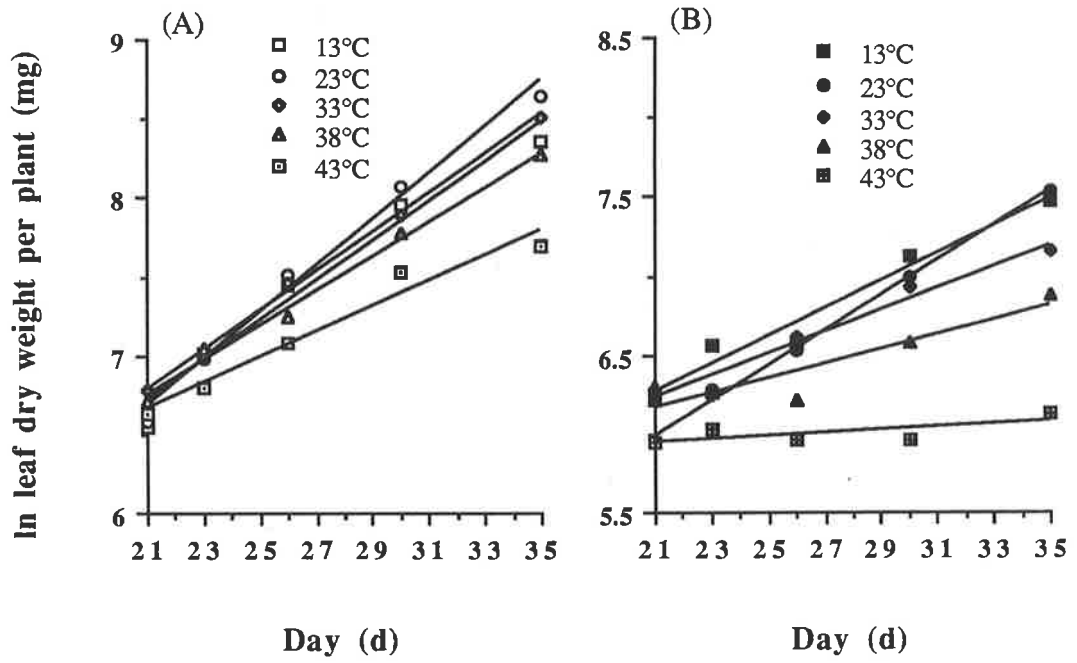 (A)
(B)
ln leaf dry weight per plant (mg)
9
8
7
6
13°C
23°C
33°C
38°C
43°C
21 23 25 27 29 31 33 35
Day (d)
8.5
7.5
6.5
5.5
13°C
23°C
33°C
38°C
43°C
21 23 25 27 29 31 33 35
Day (d)